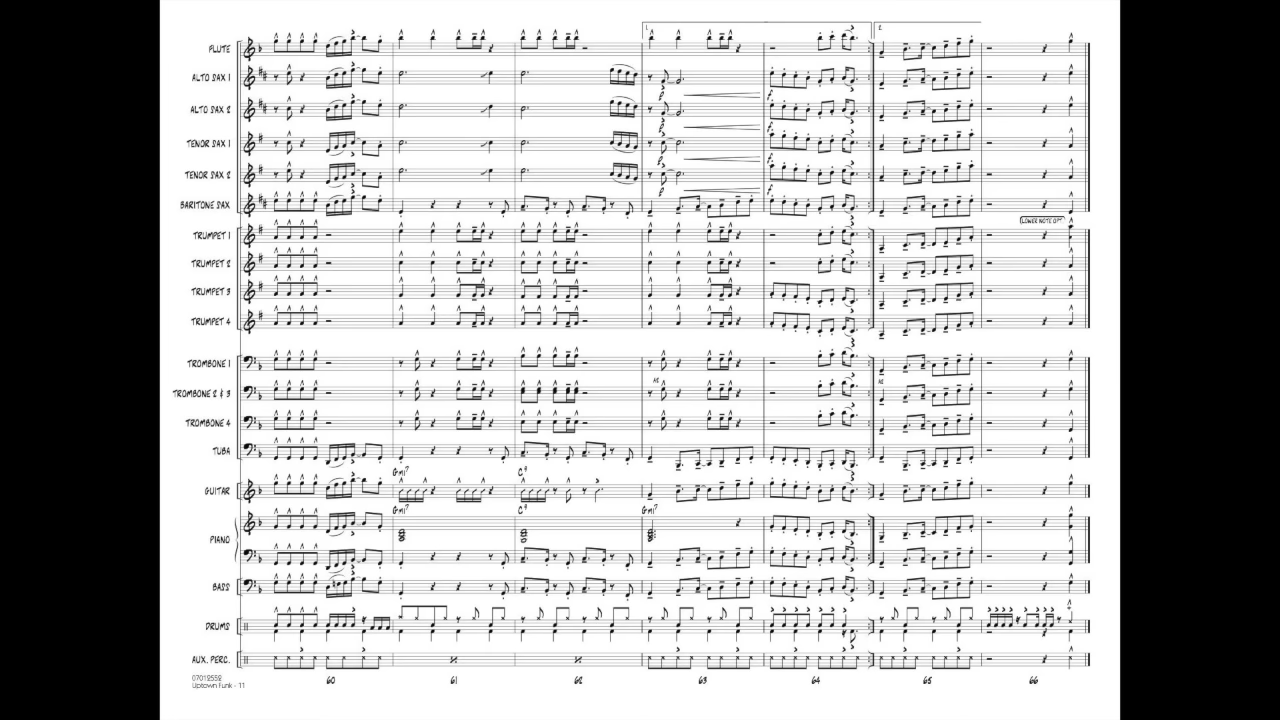 1.
2.
FLUTE
ALTO SAX 1
ALTO SAX 2
TENOR SAX 1
TENOR SAX 2
BARITONE SAX
LOWER NOTE OPT
TRUMPET 1
TRUMPET 2
TRUMPET 3
TRUMPET 4
TROMBONE 1
TROMBONE 2 & 3
TROMBONE 4
TUBA
Gmi7 C9
GUITAR
Gmi7 C9 Gmi7
PIANO
BASS
DRUMS
AUX. PERC.
07012552
Uptown Funk - 11
60 61 62 63 64 65 66